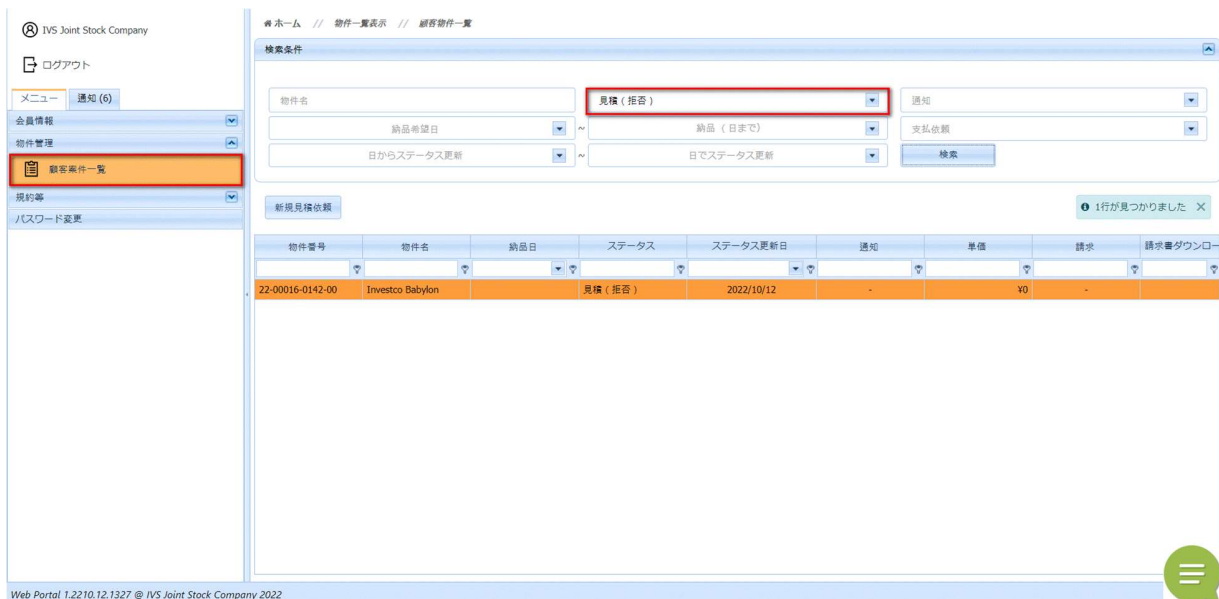 IVS Joint Stock Company
ログアウト
メニュー 通知 (6)
会員情報
物件管理
顧客案件一覧
規約等
パスワード変更
ホーム // 物件一覧表示 // 顧客物件一覧
検索条件
物件名 見積 ( 拒否 ) 通知
納品希望日 ~ 納品 ( 日まで) 支払依頼
日からステータス更新 ~ 日でステータス更新 検索
新規見積依頼 1行が見つかりました ×
物件番号 物件名 納品日 ステータス ステータス更新日 通知 単価 請求 請求書ダウンロー
22-00016-0142-00 Investco Babylon 見積 ( 拒否 ) 2022/10/12 - ¥0 -
Web Portal 1.2210.12.1327 @ IVS Joint Stock Company 2022